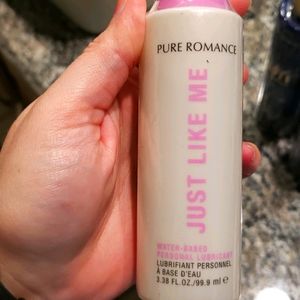 PURE ROMANCE
JUST LIKE ME
WATER-BASED
PERSONAL LUBRICANT
LUBRIFIANT PERSONNEL
À BASE D'EAU
3.38 FL.OZ./99.9 ml ℮